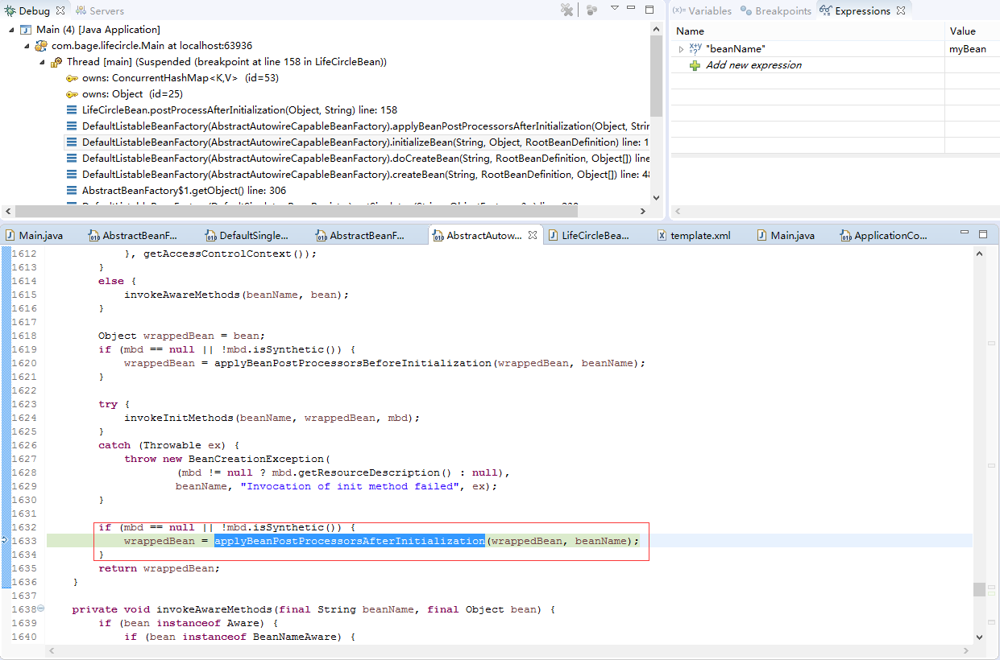 Debug Servers
Main (4) [Java Application]
com.bage.lifecircle.Main at localhost:63936
Thread [main] (Suspended (breakpoint at line 158 in LifeCircleBean))
owns: ConcurrentHashMap<K,V> (id=53)
owns: Object (id=25)
LifeCircleBean.postProcessAfterInitialization(Object, String) line: 158
DefaultListableBeanFactory(AbstractAutowireCapableBeanFactory).applyBeanPostProcessorsAfterInitialization(Object, Strir
DefaultListableBeanFactory(AbstractAutowireCapableBeanFactory).initializeBean(String, Object, RootBeanDefinition) line: 1
DefaultListableBeanFactory(AbstractAutowireCapableBeanFactory).doCreateBean(String, RootBeanDefinition, Object[]) line
DefaultListableBeanFactory(AbstractAutowireCapableBeanFactory).createBean(String, RootBeanDefinition, Object[]) line: 48
AbstractBeanFactory$1.getObject() line: 306
(x)= Variables Breakpoints Expressions
Name Value
"beanName" myBean
Add new expression
Main.java AbstractBeanF... DefaultSingle... AbstractBeanF... AbstractAutow... LifeCircleBea... template.xml Main.java ApplicationCo...
1612 }, getAccessControlContext());
1613 }
1614 else {
1615 invokeAwareMethods(beanName, bean);
1616 }
1617
1618 Object wrappedBean = bean;
1619 if (mbd == null || !mbd.isSynthetic()) {
1620 wrappedBean = applyBeanPostProcessorsBeforeInitialization(wrappedBean, beanName);
1621 }
1622
1623 try {
1624 invokeInitMethods(beanName, wrappedBean, mbd);
1625 }
1626 catch (Throwable ex) {
1627 throw new BeanCreationException(
1628 (mbd != null ? mbd.getResourceDescription() : null),
1629 beanName, "Invocation of init method failed", ex);
1630 }
1631
1632 if (mbd == null || !mbd.isSynthetic()) {
1633 wrappedBean = applyBeanPostProcessorsAfterInitialization(wrappedBean, beanName);
1634 }
1635 return wrappedBean;
1636 }
1637
1638 private void invokeAwareMethods(final String beanName, final Object bean) {
1639 if (bean instanceof Aware) {
1640 if (bean instanceof BeanNameAware) {